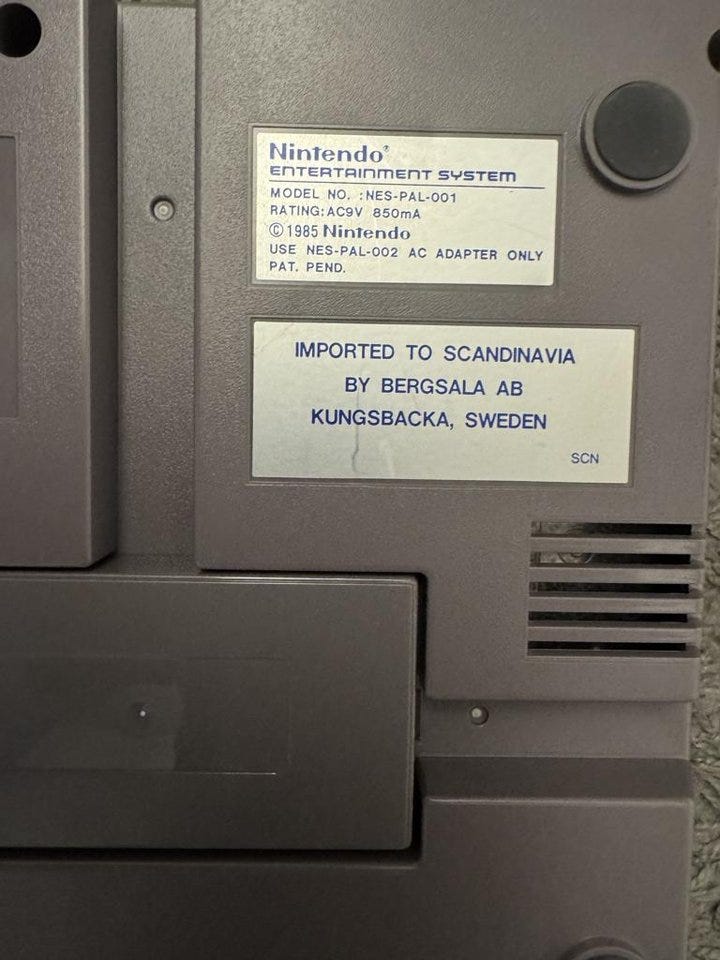 Nintendo®
ENTERTAINMENT SYSTEM
MODEL NO. :NES-PAL-001
RATING:AC9V 850mA
©1985 Nintendo
USE NES-PAL-002 AC ADAPTER ONLY
PAT. PEND.
IMPORTED TO SCANDINAVIA
BY BERGSALA AB
KUNGSBACKA, SWEDEN
SCN